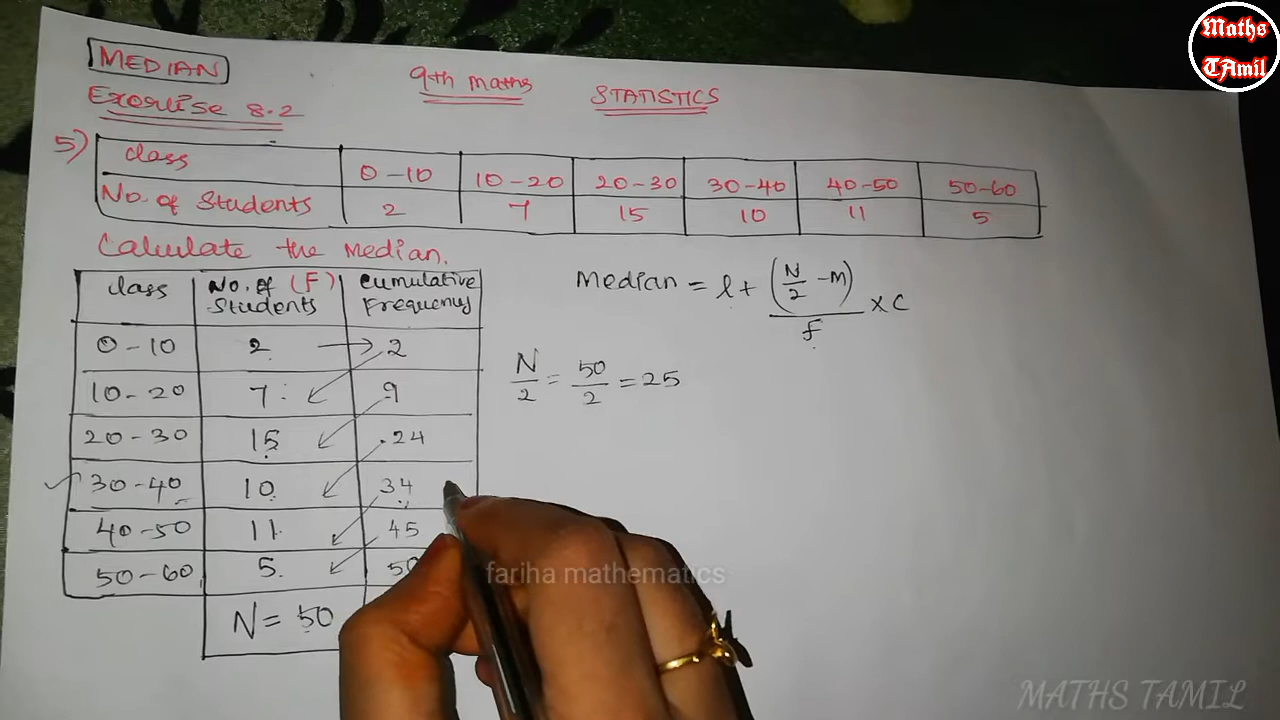 Maths
TAmil
MEDIAN
9th maths
STATISTICS
Exercise 8.2
5)
class 0-10 10-20 20-30 30-40 40-50 50-60
No. of Students 2 7 15 10 11 5
Calculate the Median.
class No. of (F) Students Cumulative Frequency
0-10 2 2
10-20 7 9
20-30 15 24
30-40 10 34
40-50 11 45
50-60 5 50
N = 50
Median = l + (N/2 - M)/f × C
N/2 = 50/2 = 25
fariha mathematics
MATHS TAMIL